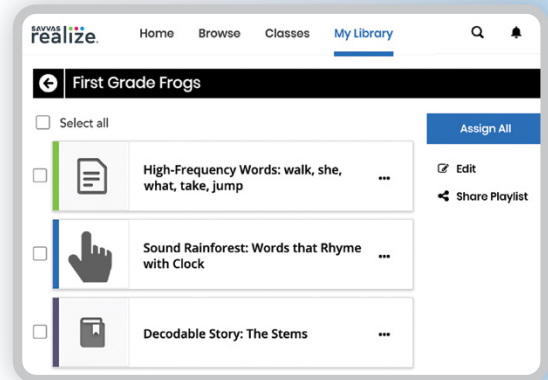 SAVVAS
realize.
Home Browse Classes My Library
First Grade Frogs
Select all
Assign All
High-Frequency Words: walk, she,
what, take, jump
Edit
Share Playlist
Sound Rainforest: Words that Rhyme
with Clock
Decodable Story: The Stems